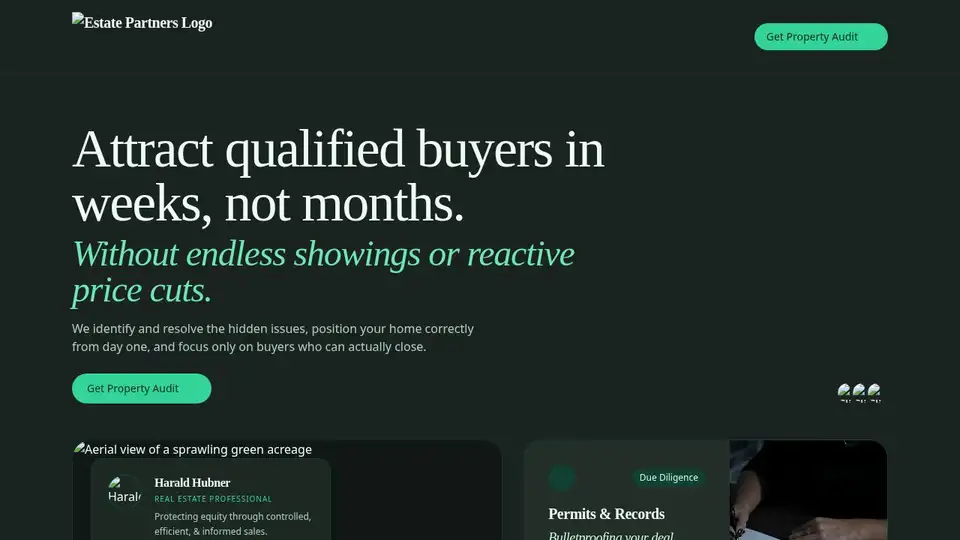 Estate Partners Logo
Get Property Audit
Attract qualified buyers in
weeks, not months.
Without endless showings or reactive
price cuts.
We identify and resolve the hidden issues, position your home correctly
from day one, and focus only on buyers who can actually close.
Get Property Audit
Aerial view of a sprawling green acreage
Harald Hubner
REAL ESTATE PROFESSIONAL
Protecting equity through controlled,
efficient, & informed sales.
Due Diligence
Permits & Records
Bulletproofing your deal